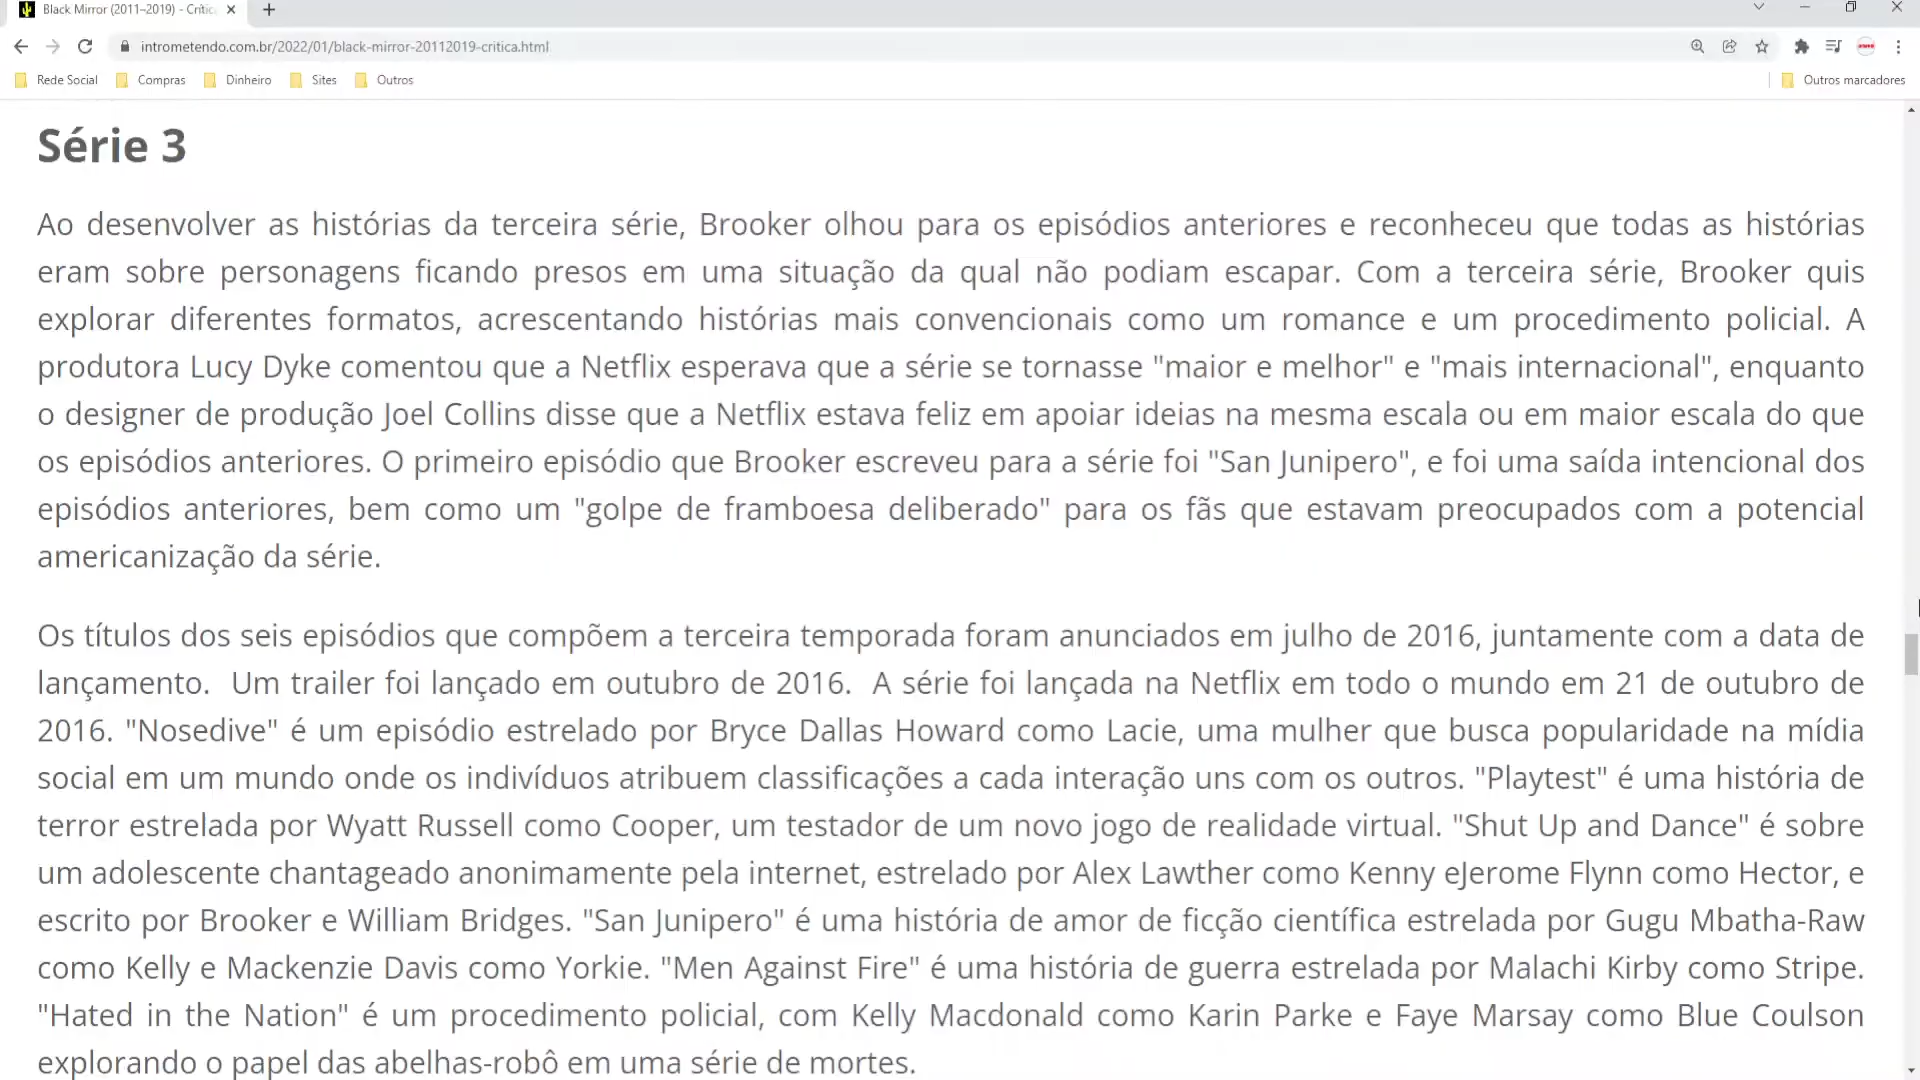 Black Mirror (2011–2019) - Crític
intrometendo.com.br/2022/01/black-mirror-20112019-critica.html
Rede Social Compras Dinheiro Sites Outros Outros marcadores
Série 3
Ao desenvolver as histórias da terceira série, Brooker olhou para os episódios anteriores e reconheceu que todas as histórias
eram sobre personagens ficando presos em uma situação da qual não podiam escapar. Com a terceira série, Brooker quis
explorar diferentes formatos, acrescentando histórias mais convencionais como um romance e um procedimento policial. A
produtora Lucy Dyke comentou que a Netflix esperava que a série se tornasse "maior e melhor" e "mais internacional", enquanto
o designer de produção Joel Collins disse que a Netflix estava feliz em apoiar ideias na mesma escala ou em maior escala do que
os episódios anteriores. O primeiro episódio que Brooker escreveu para a série foi "San Junipero", e foi uma saída intencional dos
episódios anteriores, bem como um "golpe de framboesa deliberado" para os fãs que estavam preocupados com a potencial
americanização da série.
Os títulos dos seis episódios que compõem a terceira temporada foram anunciados em julho de 2016, juntamente com a data de
lançamento.  Um trailer foi lançado em outubro de 2016.  A série foi lançada na Netflix em todo o mundo em 21 de outubro de
2016. "Nosedive" é um episódio estrelado por Bryce Dallas Howard como Lacie, uma mulher que busca popularidade na mídia
social em um mundo onde os indivíduos atribuem classificações a cada interação uns com os outros. "Playtest" é uma história de
terror estrelada por Wyatt Russell como Cooper, um testador de um novo jogo de realidade virtual. "Shut Up and Dance" é sobre
um adolescente chantageado anonimamente pela internet, estrelado por Alex Lawther como Kenny eJerome Flynn como Hector, e
escrito por Brooker e William Bridges. "San Junipero" é uma história de amor de ficção científica estrelada por Gugu Mbatha-Raw
como Kelly e Mackenzie Davis como Yorkie. "Men Against Fire" é uma história de guerra estrelada por Malachi Kirby como Stripe.
"Hated in the Nation" é um procedimento policial, com Kelly Macdonald como Karin Parke e Faye Marsay como Blue Coulson
explorando o papel das abelhas-robô em uma série de mortes.